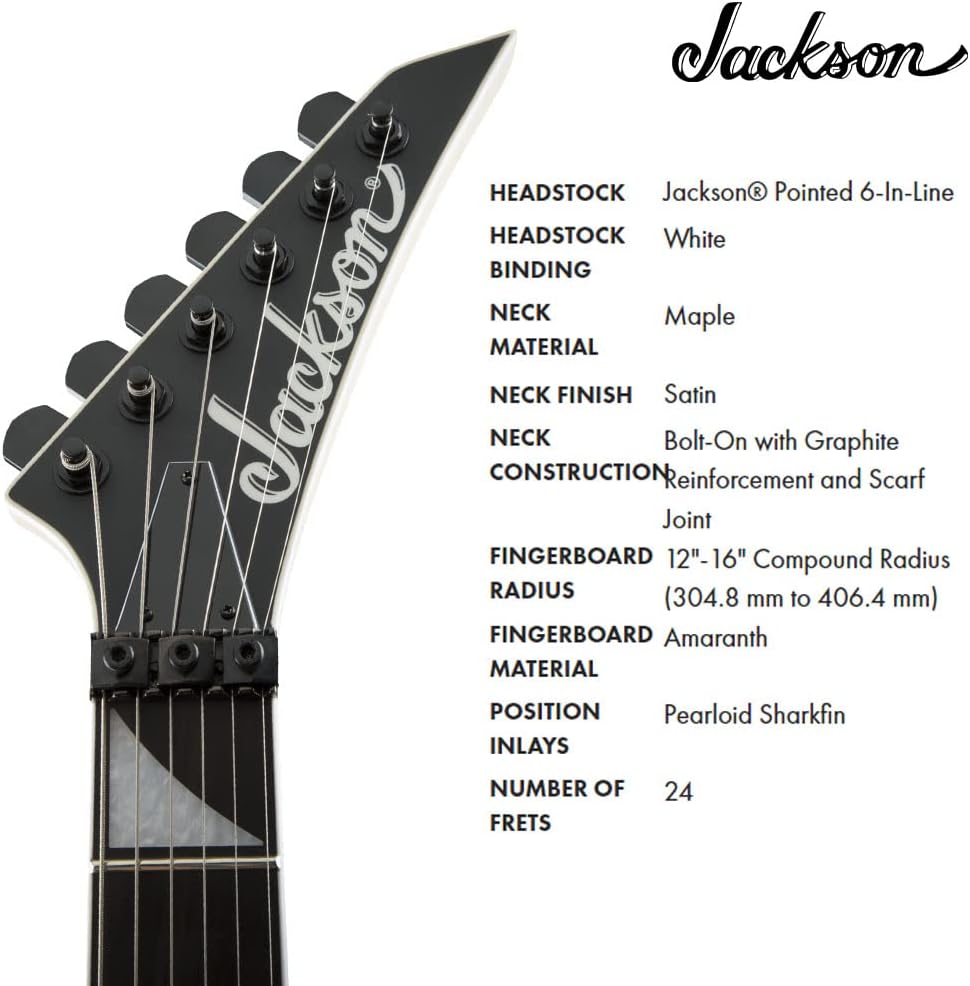 Jackson
Jackson®
HEADSTOCK Jackson® Pointed 6-In-Line
HEADSTOCK BINDING White
NECK MATERIAL Maple
NECK FINISH Satin
NECK CONSTRUCTION Bolt-On with Graphite
Reinforcement and Scarf
Joint
FINGERBOARD RADIUS 12"-16" Compound Radius
(304.8 mm to 406.4 mm)
FINGERBOARD MATERIAL Amaranth
POSITION INLAYS Pearloid Sharkfin
NUMBER OF FRETS 24